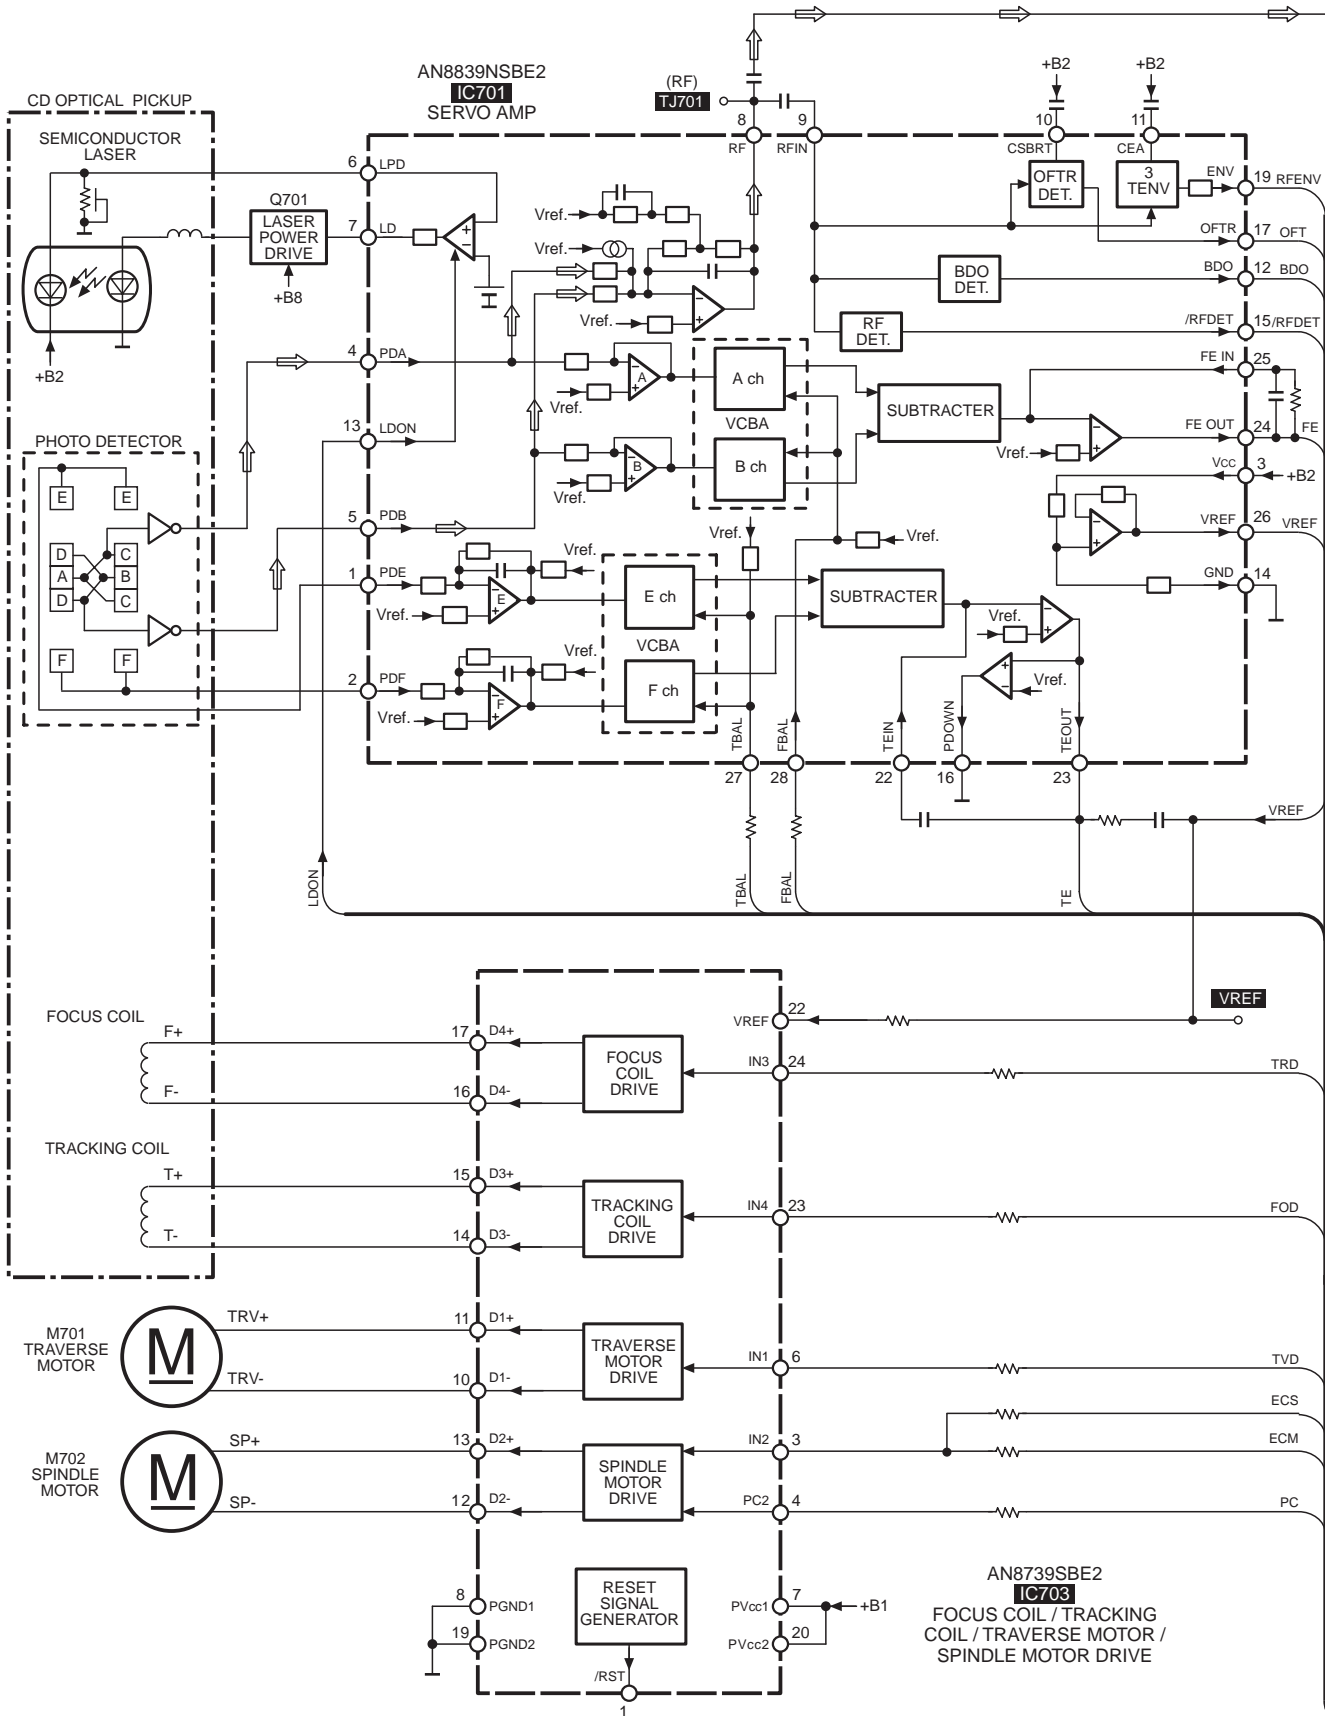 AN8839NSBE2
IC701
SERVO AMP
(RF)
TJ701
+B2
+B2
CD OPTICAL PICKUP
SEMICONDUCTOR
LASER
Q701
LASER
POWER
DRIVE
+B8
+B2
6
LPD
7
LD
8
RF
9
RFIN
10
CSBRT
11
CEA
OFTR
DET.
3
TENV
ENV
19 RFENV
OFTR
17 OFT
BDO
DET.
BDO
12 BDO
RF
DET.
/RFDET
15 /RFDET
Vref.
Vref.
Vref.
4
PDA
Vref.
A
A ch
VCBA
B ch
SUBTRACTER
FE IN
25
Vref.
FE OUT
24
FE
13
LDON
B
Vref.
Vcc
3
+B2
PHOTO DETECTOR
E
E
D
A
D
C
B
C
F
F
5
PDB
Vref.
Vref.
VREF
26
VREF
1
PDE
Vref.
E
Vref.
E ch
VCBA
F ch
SUBTRACTER
GND
14
Vref.
Vref.
2
PDF
Vref.
F
Vref.
TBAL
FBAL
TEIN
PDOWN
TEOUT
27
28
22
16
23
VREF
LDON
TBAL
FBAL
TE
VREF
FOCUS COIL
F+
F-
17
D4+
16
D4-
FOCUS
COIL
DRIVE
VREF
22
IN3
24
TRD
TRACKING COIL
T+
T-
15
D3+
14
D3-
TRACKING
COIL
DRIVE
IN4
23
FOD
M701
TRAVERSE
MOTOR
M
TRV+
TRV-
11
D1+
10
D1-
TRAVERSE
MOTOR
DRIVE
IN1
6
TVD
ECS
M702
SPINDLE
MOTOR
M
SP+
SP-
13
D2+
12
D2-
SPINDLE
MOTOR
DRIVE
IN2
3
ECM
PC2
4
PC
8
PGND1
19
PGND2
RESET
SIGNAL
GENERATOR
/RST
1
PVcc1
7
+B1
PVcc2
20
AN8739SBE2
IC703
FOCUS COIL / TRACKING
COIL / TRAVERSE MOTOR /
SPINDLE MOTOR DRIVE